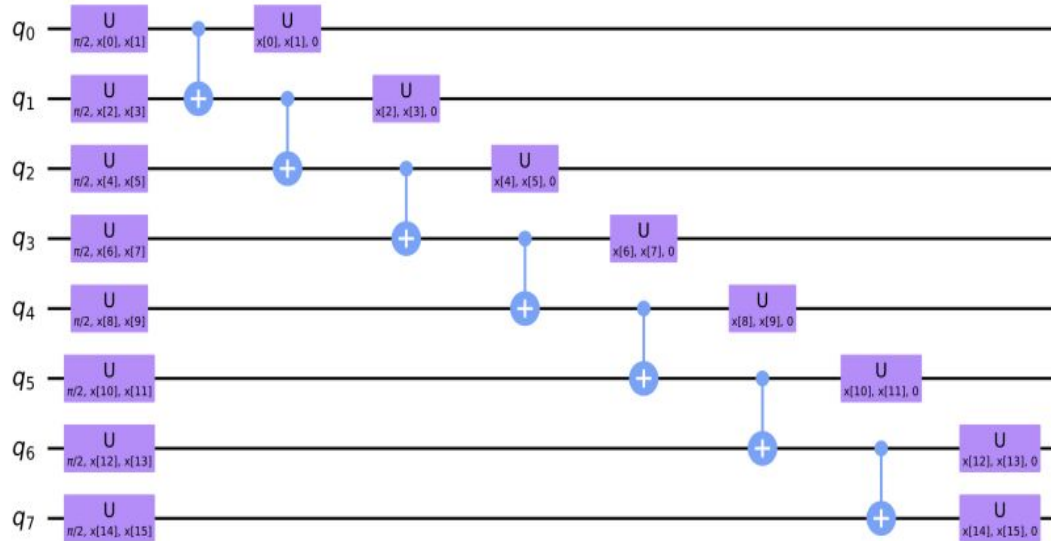 q0
U
π/2, x[0], x[1]
U
x[0], x[1], 0
q1
U
π/2, x[2], x[3]
U
x[2], x[3], 0
q2
U
π/2, x[4], x[5]
U
x[4], x[5], 0
q3
U
π/2, x[6], x[7]
U
x[6], x[7], 0
q4
U
π/2, x[8], x[9]
U
x[8], x[9], 0
q5
U
π/2, x[10], x[11]
U
x[10], x[11], 0
q6
U
π/2, x[12], x[13]
U
x[12], x[13], 0
q7
U
π/2, x[14], x[15]
U
x[14], x[15], 0